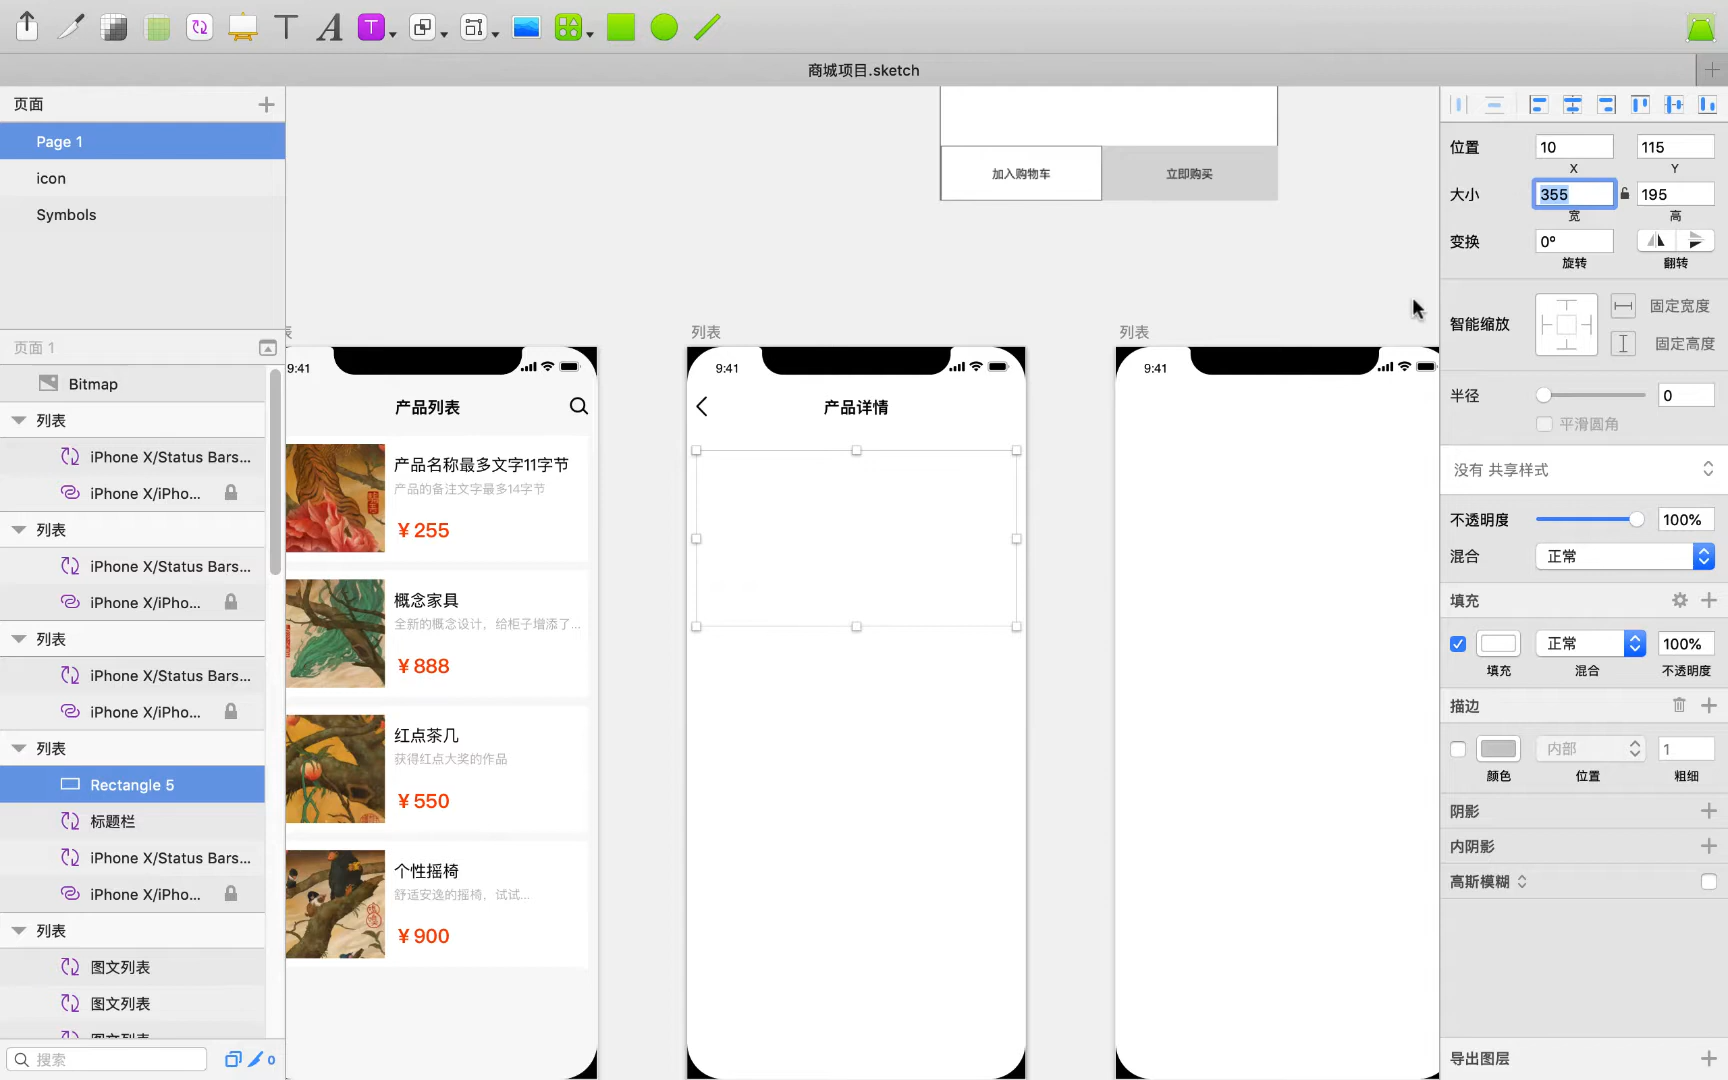 T
A
T
商城项目.sketch
页面
Page 1
icon
Symbols
页面 1
Bitmap
列表
iPhone X/Status Bars...
iPhone X/iPho...
列表
iPhone X/Status Bars...
iPhone X/iPho...
列表
iPhone X/Status Bars...
iPhone X/iPho...
列表
Rectangle 5
标题栏
iPhone X/Status Bars...
iPhone X/iPho...
列表
图文列表
图文列表
搜索
0
加入购物车
立即购买
9:41
产品列表
产品名称最多文字11字节
产品的备注文字最多14字节
¥ 255
概念家具
全新的概念设计，给柜子增添了...
¥ 888
红点茶几
获得红点大奖的作品
¥ 550
个性摇椅
舒适安逸的摇椅，试试...
¥ 900
列表
9:41
产品详情
列表
9:41
位置
10
115
X
Y
大小
355
195
宽
高
变换
0º
旋转
翻转
智能缩放
固定宽度
固定高度
半径
0
平滑圆角
没有 共享样式
不透明度
100%
混合
正常
填充
正常
100%
填充
混合
不透明度
描边
内部
1
颜色
位置
粗细
阴影
内阴影
高斯模糊
导出图层